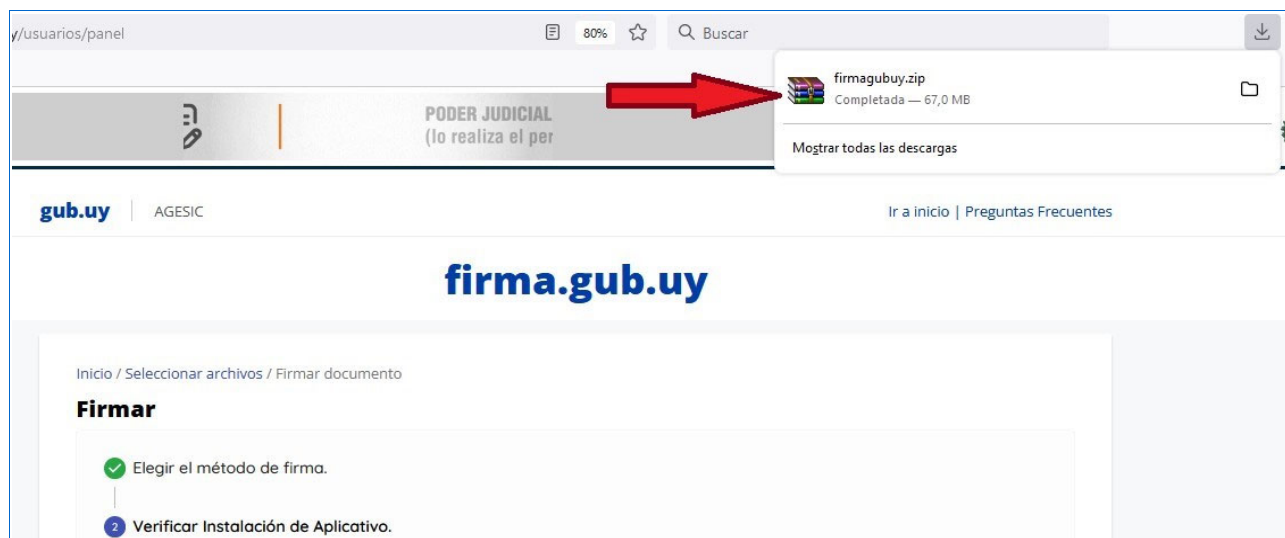 /usuarios/panel
80%
Buscar
firmagubuy.zip
Completada — 67,0 MB
Mostrar todas las descargas
PODER JUDICIAL
(lo realiza el per
gub.uy
AGESIC
Ir a inicio | Preguntas Frecuentes
firma.gub.uy
Inicio / Seleccionar archivos / Firmar documento
Firmar
Elegir el método de firma.
2 Verificar Instalación de Aplicativo.